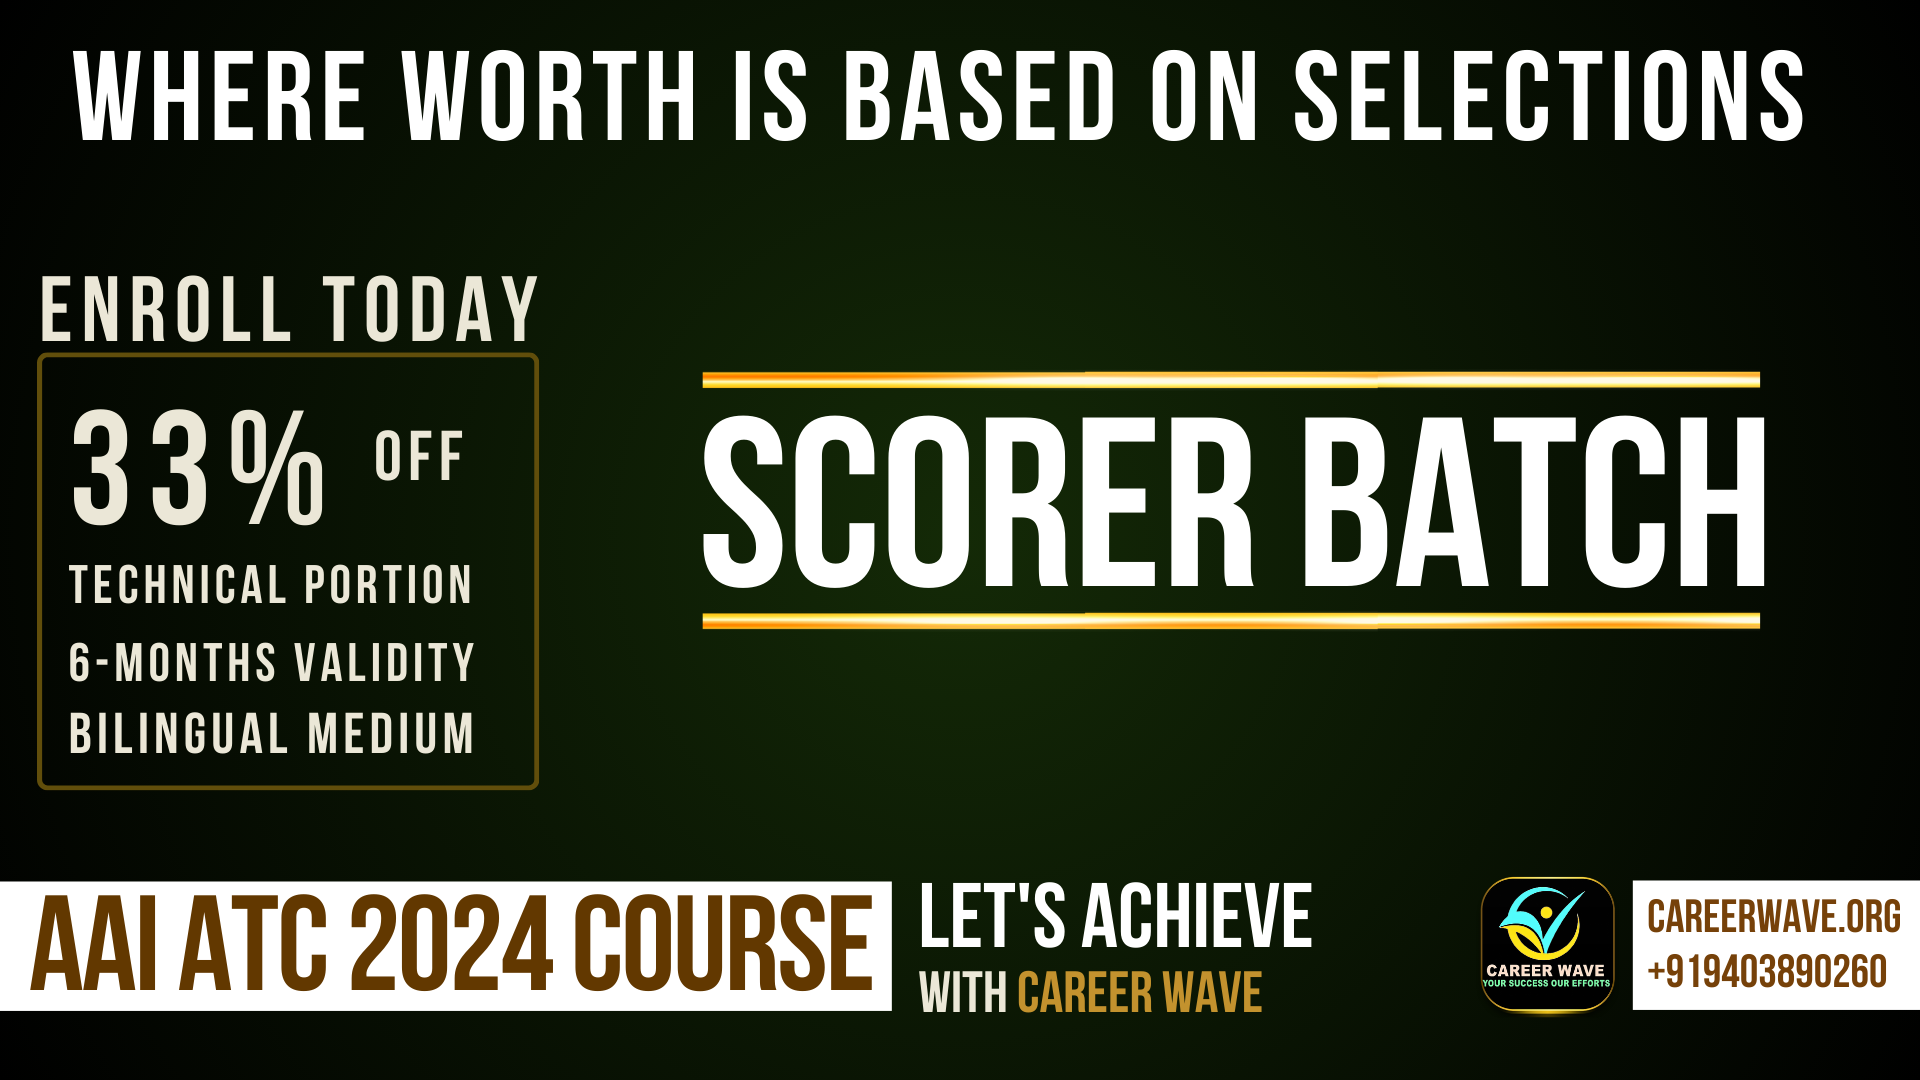 WHERE WORTH IS BASED ON SELECTIONS
ENROLL TODAY
33% OFF
TECHNICAL PORTION
6-MONTHS VALIDITY
BILINGUAL MEDIUM
SCORER BATCH
AAI ATC 2024 COURSE
LET'S ACHIEVE
WITH CAREER WAVE
CAREER WAVE
YOUR SUCCESS OUR EFFORTS
CAREERWAVE.ORG
+919403890260